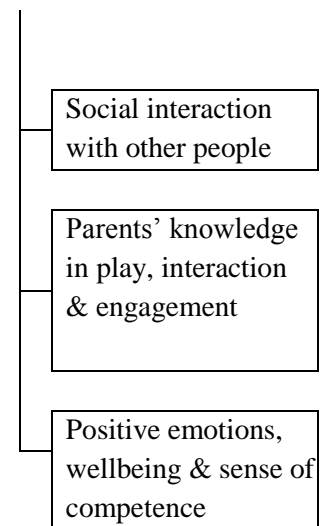 Social interaction
with other people
Parents’ knowledge
in play, interaction
& engagement
Positive emotions,
wellbeing & sense of
competence